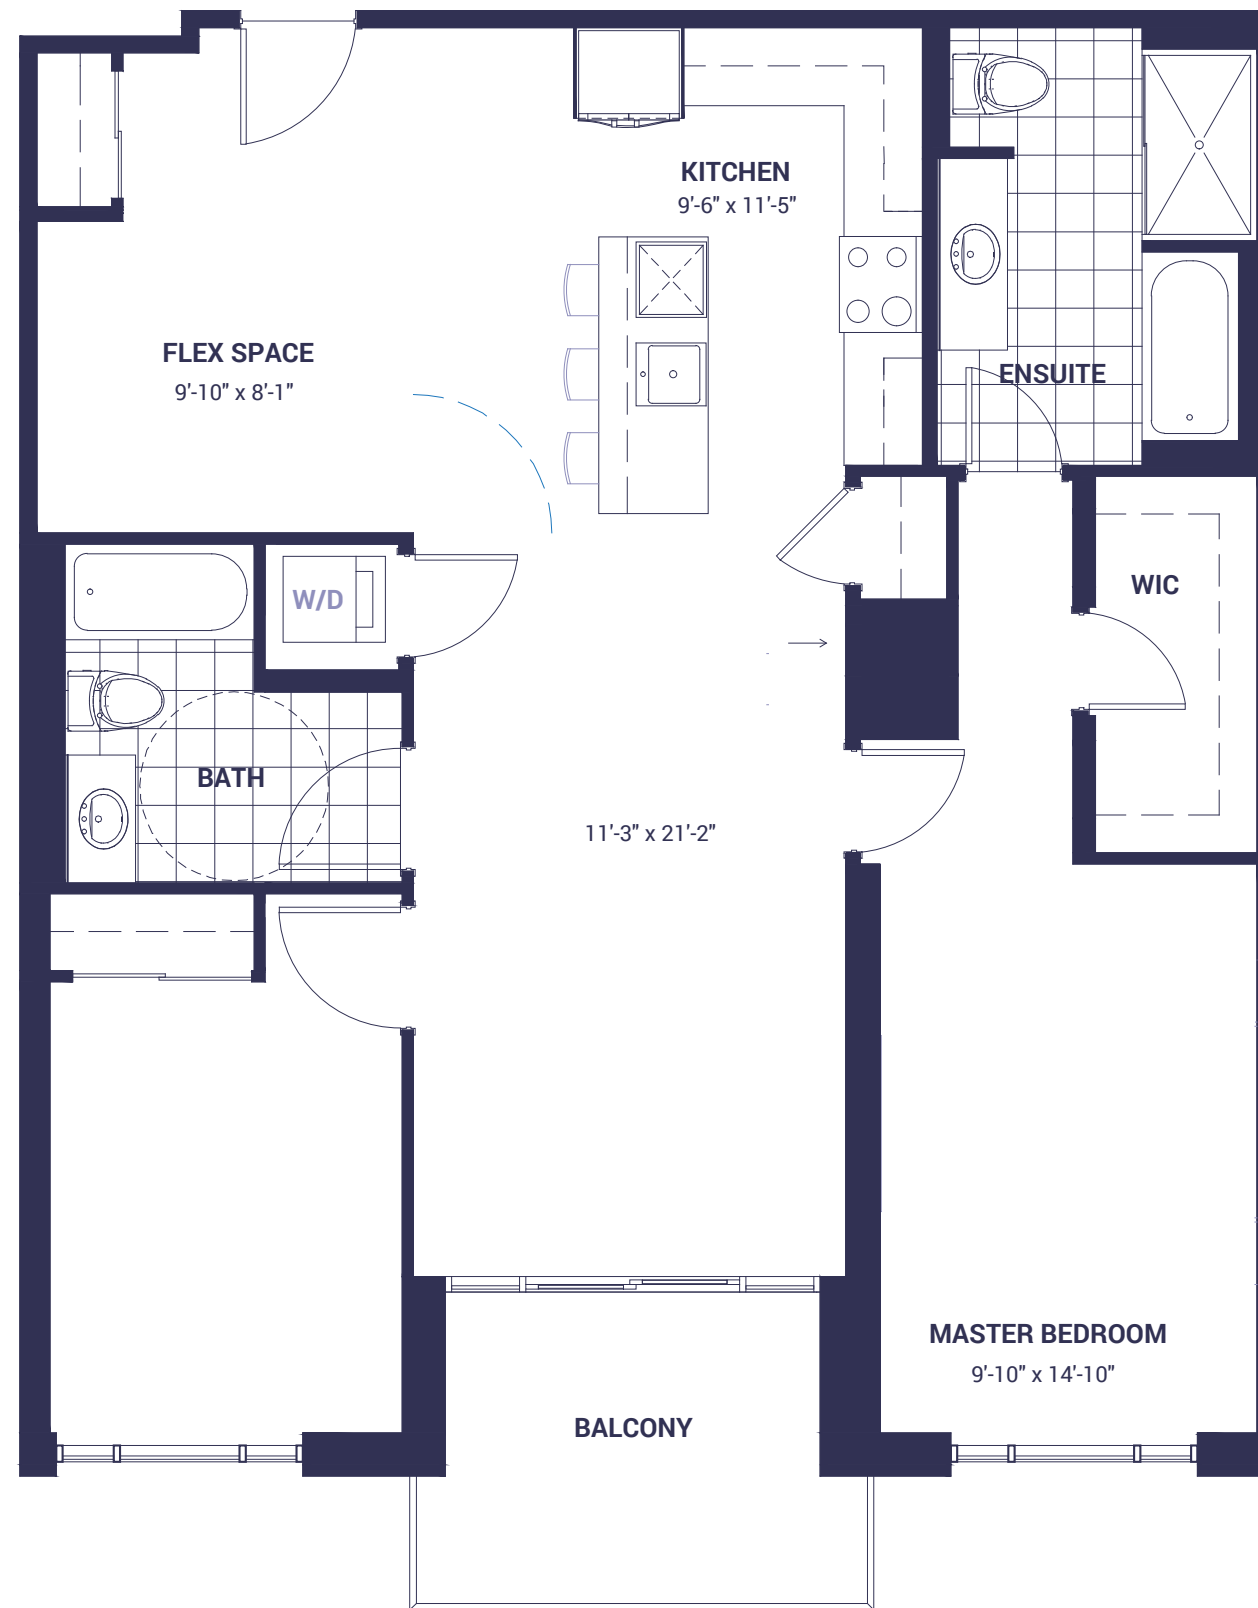 KITCHEN
9'-6" x 11'-5"
FLEX SPACE
9'-10" x 8'-1"
ENSUITE
WIC
W/D
BATH
11'-3" x 21'-2"
MASTER BEDROOM
9'-10" x 14'-10"
BALCONY